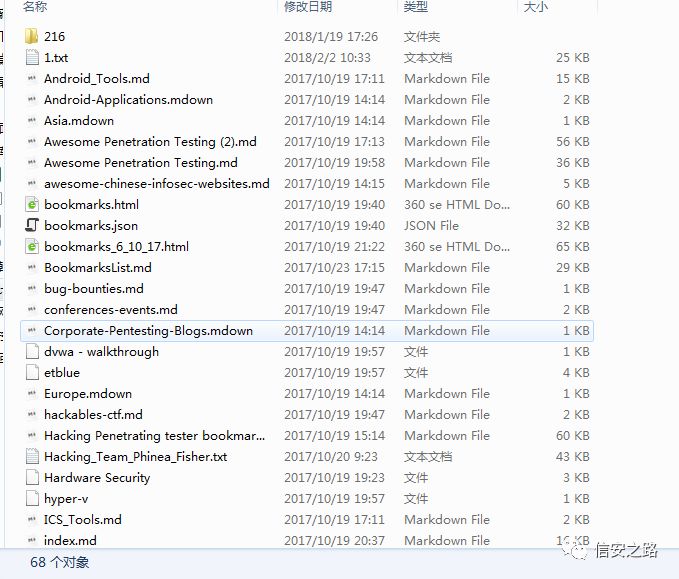 名称 修改日期 类型 大小
216 2018/1/19 17:26 文件夹
1.txt 2018/2/2 10:33 文本文档 25 KB
Android_Tools.md 2017/10/19 17:11 Markdown File 15 KB
Android-Applications.mdown 2017/10/19 14:14 Markdown File 2 KB
Asia.mdown 2017/10/19 14:14 Markdown File 1 KB
Awesome Penetration Testing (2).md 2017/10/19 17:13 Markdown File 56 KB
Awesome Penetration Testing.md 2017/10/19 19:58 Markdown File 36 KB
awesome-chinese-infosec-websites.md 2017/10/19 14:15 Markdown File 5 KB
bookmarks.html 2017/10/19 19:40 360 se HTML Do... 60 KB
bookmarks.json 2017/10/19 19:40 JSON File 32 KB
bookmarks_6_10_17.html 2017/10/19 21:22 360 se HTML Do... 65 KB
BookmarksList.md 2017/10/23 17:15 Markdown File 29 KB
bug-bounties.md 2017/10/19 19:47 Markdown File 1 KB
conferences-events.md 2017/10/19 19:47 Markdown File 2 KB
Corporate-Pentesting-Blogs.mdown 2017/10/19 14:14 Markdown File 1 KB
dvwa - walkthrough 2017/10/19 19:57 文件 1 KB
etblue 2017/10/19 19:57 文件 4 KB
Europe.mdown 2017/10/19 14:14 Markdown File 1 KB
hackables-ctf.md 2017/10/19 19:47 Markdown File 2 KB
Hacking Penetrating tester bookmar... 2017/10/19 15:14 Markdown File 60 KB
Hacking_Team_Phinea_Fisher.txt 2017/10/20 9:23 文本文档 43 KB
Hardware Security 2017/10/19 19:23 文件 3 KB
hyper-v 2017/10/19 19:57 文件 1 KB
ICS_Tools.md 2017/10/19 17:11 Markdown File
index.md 2017/10/19 20:37 Markdown File KB
信安之路
68 个对象